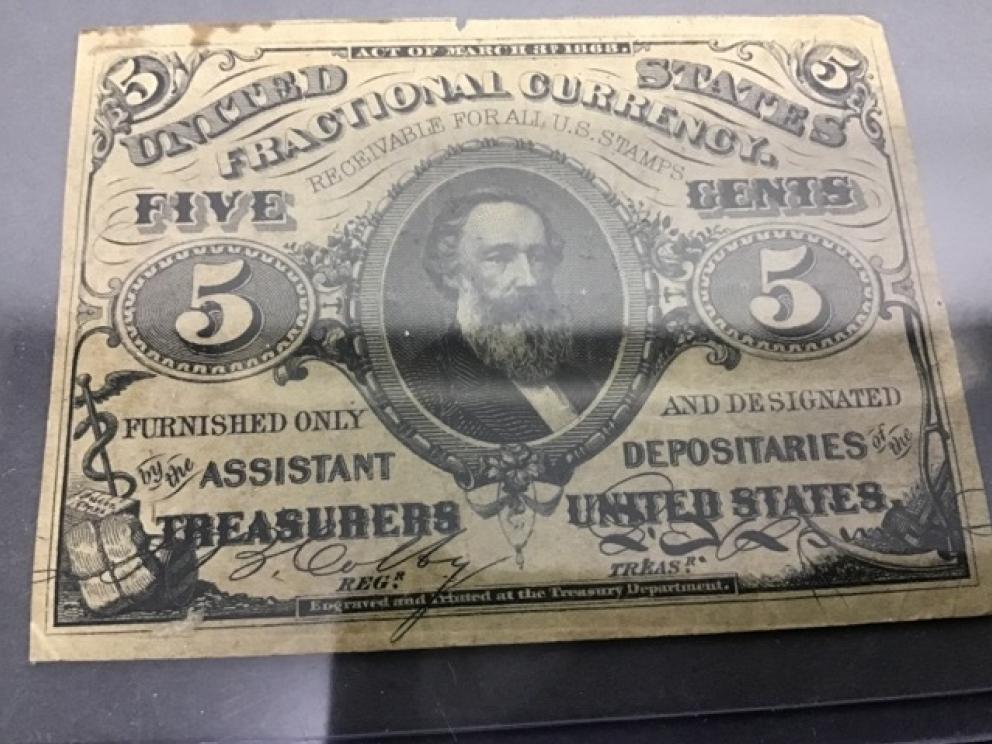 ACT OF MARCH 3D 1863.
5 5
UNITED STATES
FRACTIONAL CURRENCY.
RECEIVABLE FOR ALL U.S. STAMPS
FIVE CENTS
5 5
FURNISHED ONLY AND DESIGNATED
by the ASSISTANT DEPOSITARIES of the
TREASURERS UNITED STATES.
Colby
REGR. TREASR.
Engraved and Printed at the Treasury Department.